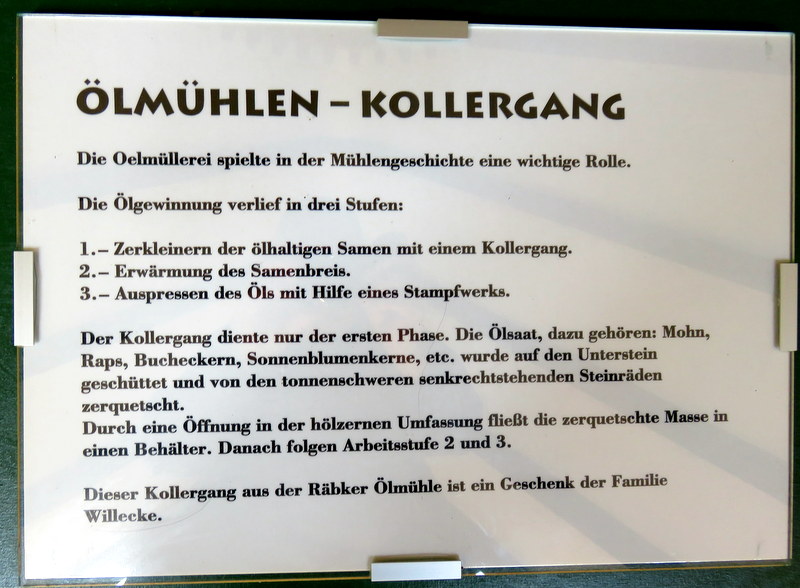 ÖLMÜHLEN – KOLLERGANG
Die Oelmüllerei spielte in der Mühlengeschichte eine wichtige Rolle.
Die Ölgewinnung verlief in drei Stufen:
1.– Zerkleinern der ölhaltigen Samen mit einem Kollergang.
2.– Erwärmung des Samenbreis.
3.– Auspressen des Öls mit Hilfe eines Stampfwerks.
Der Kollergang diente nur der ersten Phase. Die Ölsaat, dazu gehören: Mohn,
Raps, Bucheckern, Sonnenblumenkerne, etc. wurde auf den Unterstein
geschüttet und von den tonnenschweren senkrechtstehenden Steinräden
zerquetscht.
Durch eine Öffnung in der hölzernen Umfassung fließt die zerquetschte Masse in
einen Behälter. Danach folgen Arbeitsstufe 2 und 3.
Dieser Kollergang aus der Räbker Ölmühle ist ein Geschenk der Familie
Willecke.